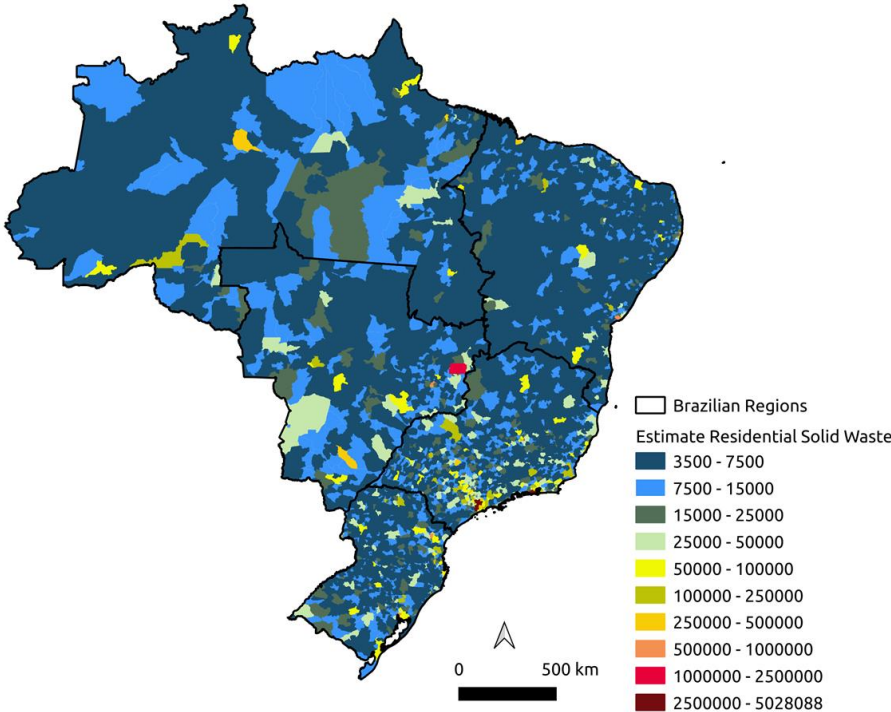 Brazilian Regions
Estimate Residential Solid Waste
3500 - 7500
7500 - 15000
15000 - 25000
25000 - 50000
50000 - 100000
100000 - 250000
250000 - 500000
500000 - 1000000
1000000 - 2500000
2500000 - 5028088
0 500 km